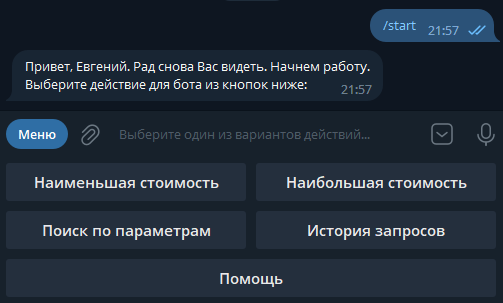 /start 21:57
Привет, Евгений. Рад снова Вас видеть. Начнем работу.
Выберите действие для бота из кнопок ниже: 21:57
Меню Выберите один из вариантов действий...
Наименьшая стоимость Наибольшая стоимость
Поиск по параметрам История запросов
Помощь